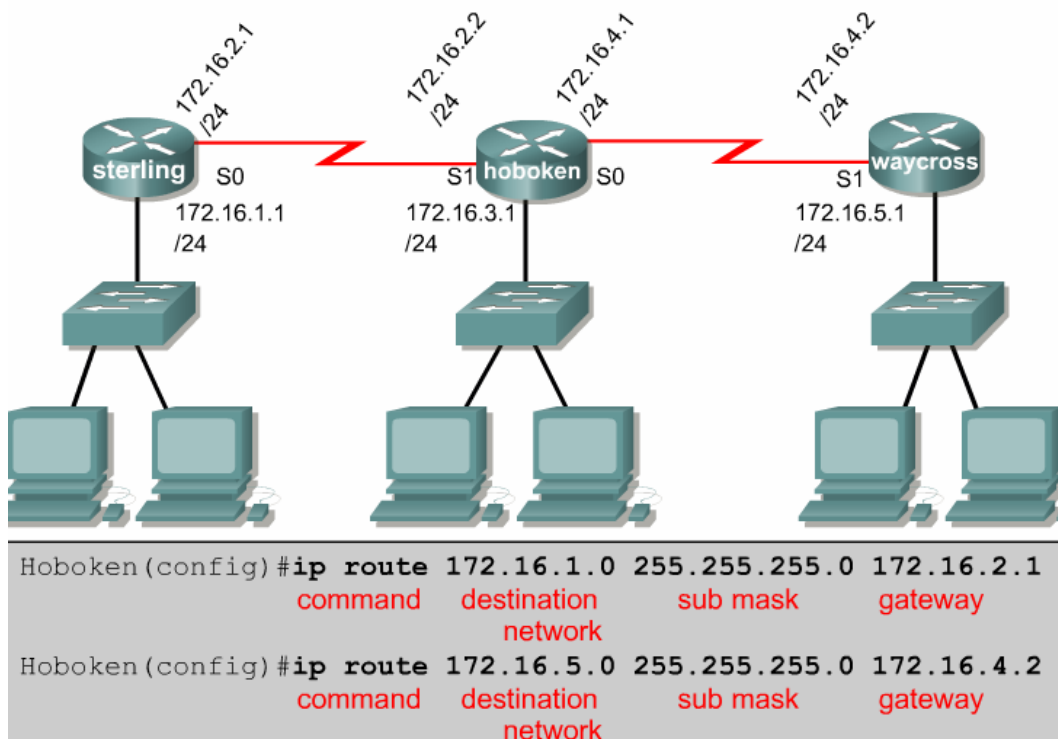 172.16.2.1
/24
172.16.2.2
/24
172.16.4.1
/24
172.16.4.2
/24
sterling
S0
S1
hoboken
S0
S1
waycross
172.16.1.1
/24
172.16.3.1
/24
172.16.5.1
/24
Hoboken(config)#ip route 172.16.1.0 255.255.255.0 172.16.2.1
command destination sub mask gateway
network
Hoboken(config)#ip route 172.16.5.0 255.255.255.0 172.16.4.2
command destination sub mask gateway
network